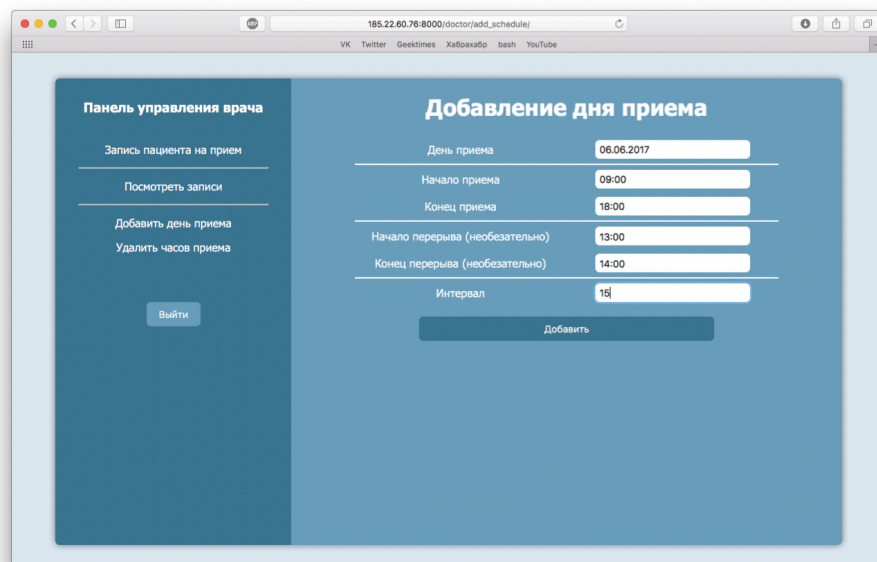 185.22.60.76:8000/doctor/add_schedule/
VK Twitter Geektimes Хабрахабр bash YouTube
Панель управления врача
Запись пациента на прием
Посмотреть записи
Добавить день приема
Удалить часов приема
Выйти
Добавление дня приема
День приема 06.06.2017
Начало приема 09:00
Конец приема 18:00
Начало перерыва (необезательно) 13:00
Конец перерыва (необезательно) 14:00
Интервал 15
Добавить